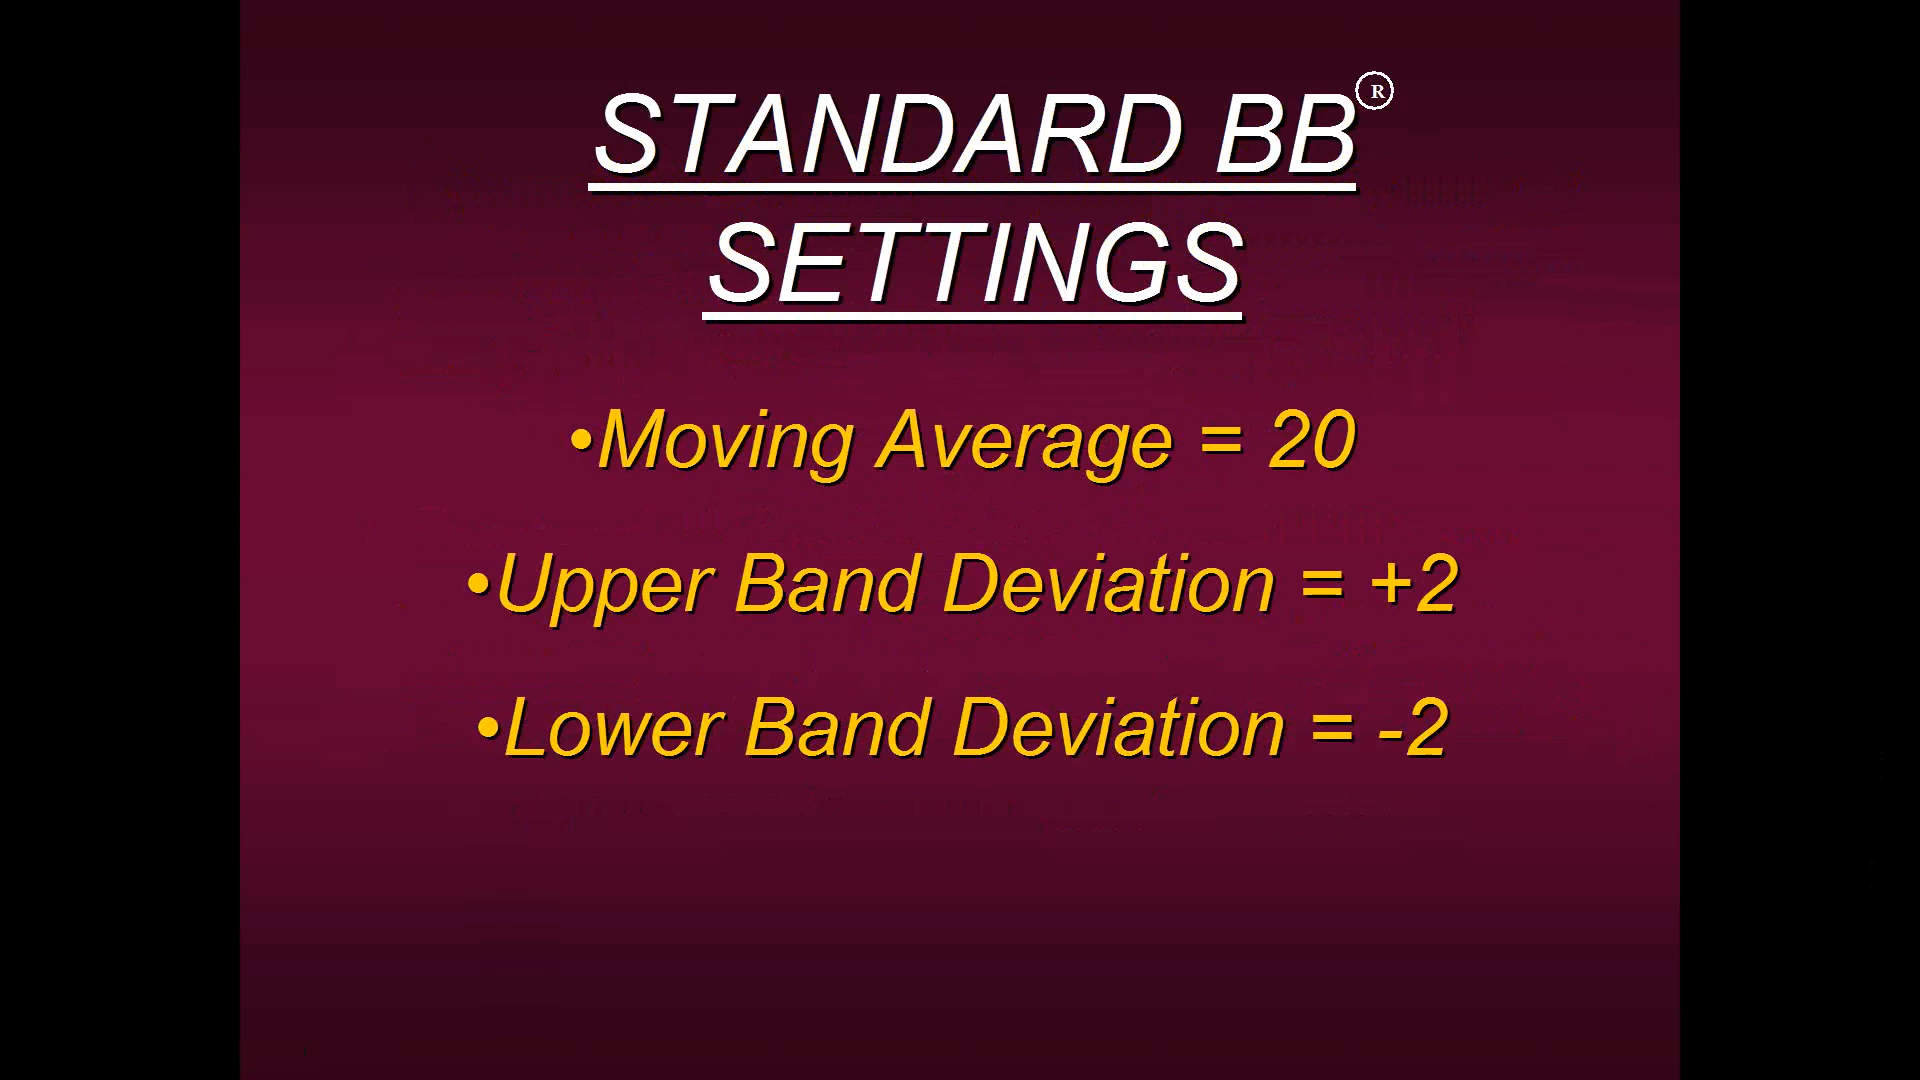 STANDARD BB®
SETTINGS
•Moving Average = 20
•Upper Band Deviation = +2
•Lower Band Deviation = -2